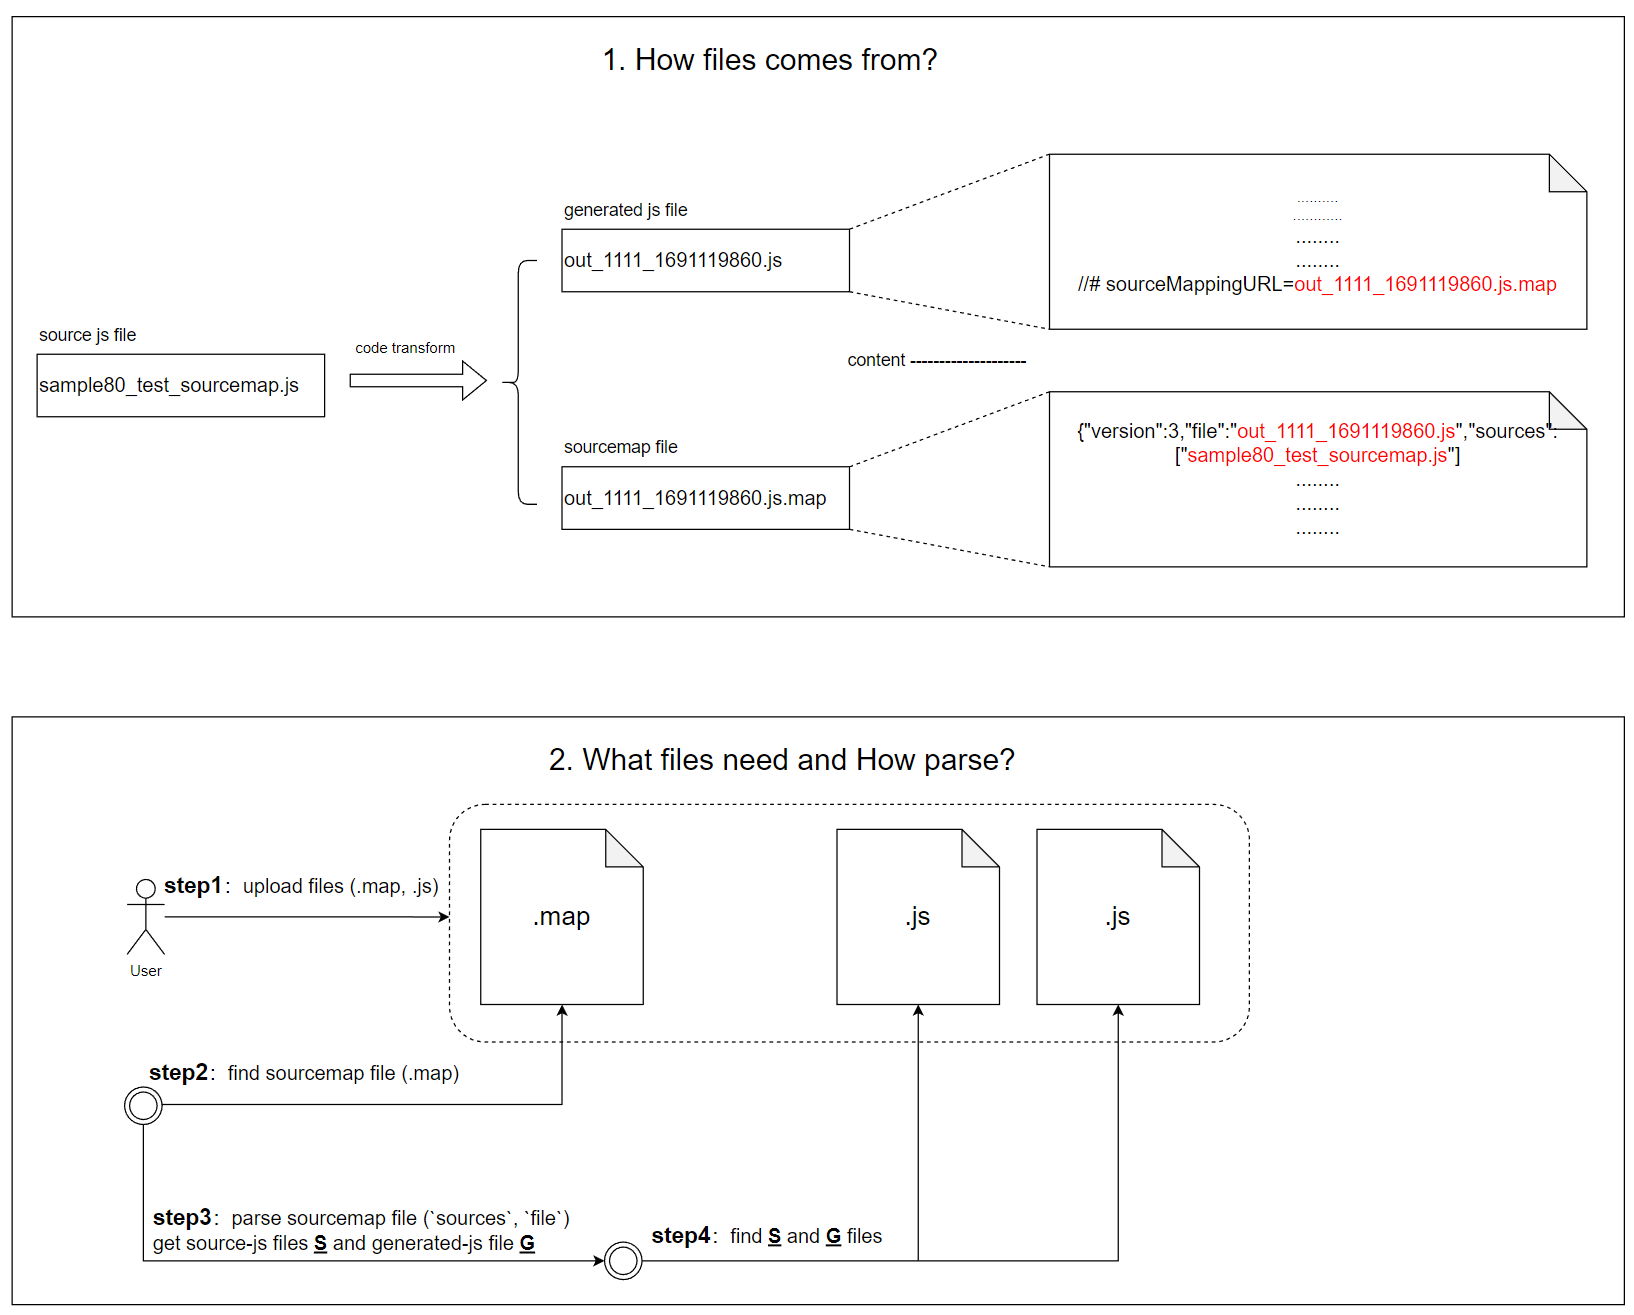 1. How files comes from?
source js file
sample80_test_sourcemap.js
code transform
generated js file
out_1111_1691119860.js
sourcemap file
out_1111_1691119860.js.map
content --------------------
..........
............
........
........
//# sourceMappingURL=out_1111_1691119860.js.map
{"version":3,"file":"out_1111_1691119860.js","sources":
["sample80_test_sourcemap.js"]
........
........
........
2. What files need and How parse?
step1: upload files (.map, .js)
User
.map
.js
.js
step2: find sourcemap file (.map)
step3: parse sourcemap file (`sources`, `file`)
get source-js files S and generated-js file G
step4: find S and G files